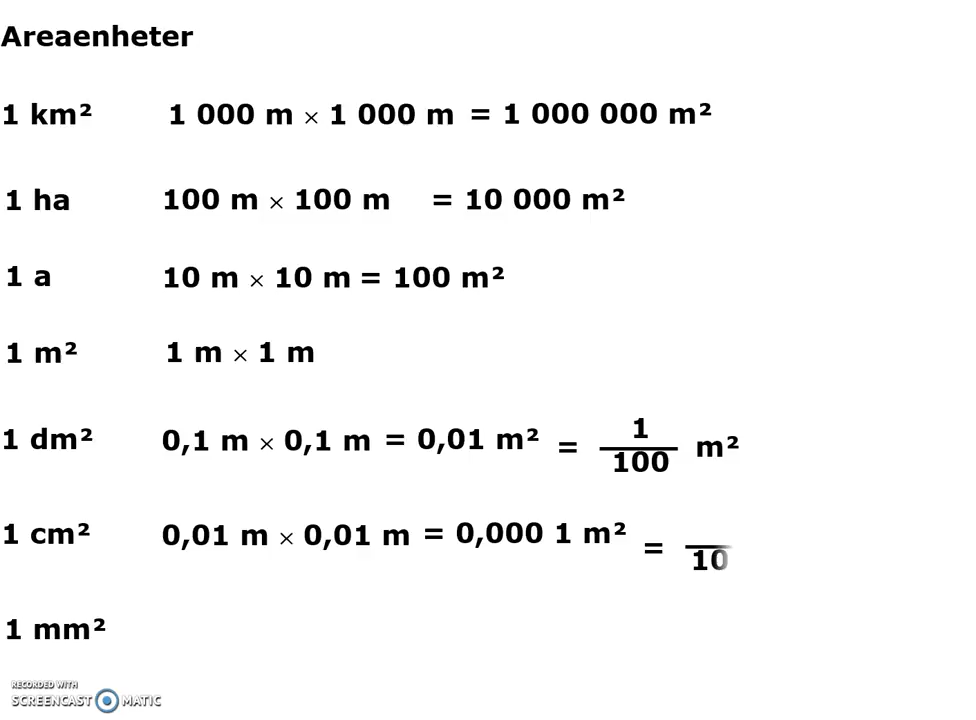 Areaenheter
1 km² 1 000 m × 1 000 m = 1 000 000 m²
1 ha 100 m × 100 m = 10 000 m²
1 a 10 m × 10 m = 100 m²
1 m² 1 m × 1 m
1 dm² 0,1 m × 0,1 m = 0,01 m² = 1/100 m²
1 cm² 0,01 m × 0,01 m = 0,000 1 m² =
10
1 mm²
RECORDED WITH
SCREENCAST MATIC